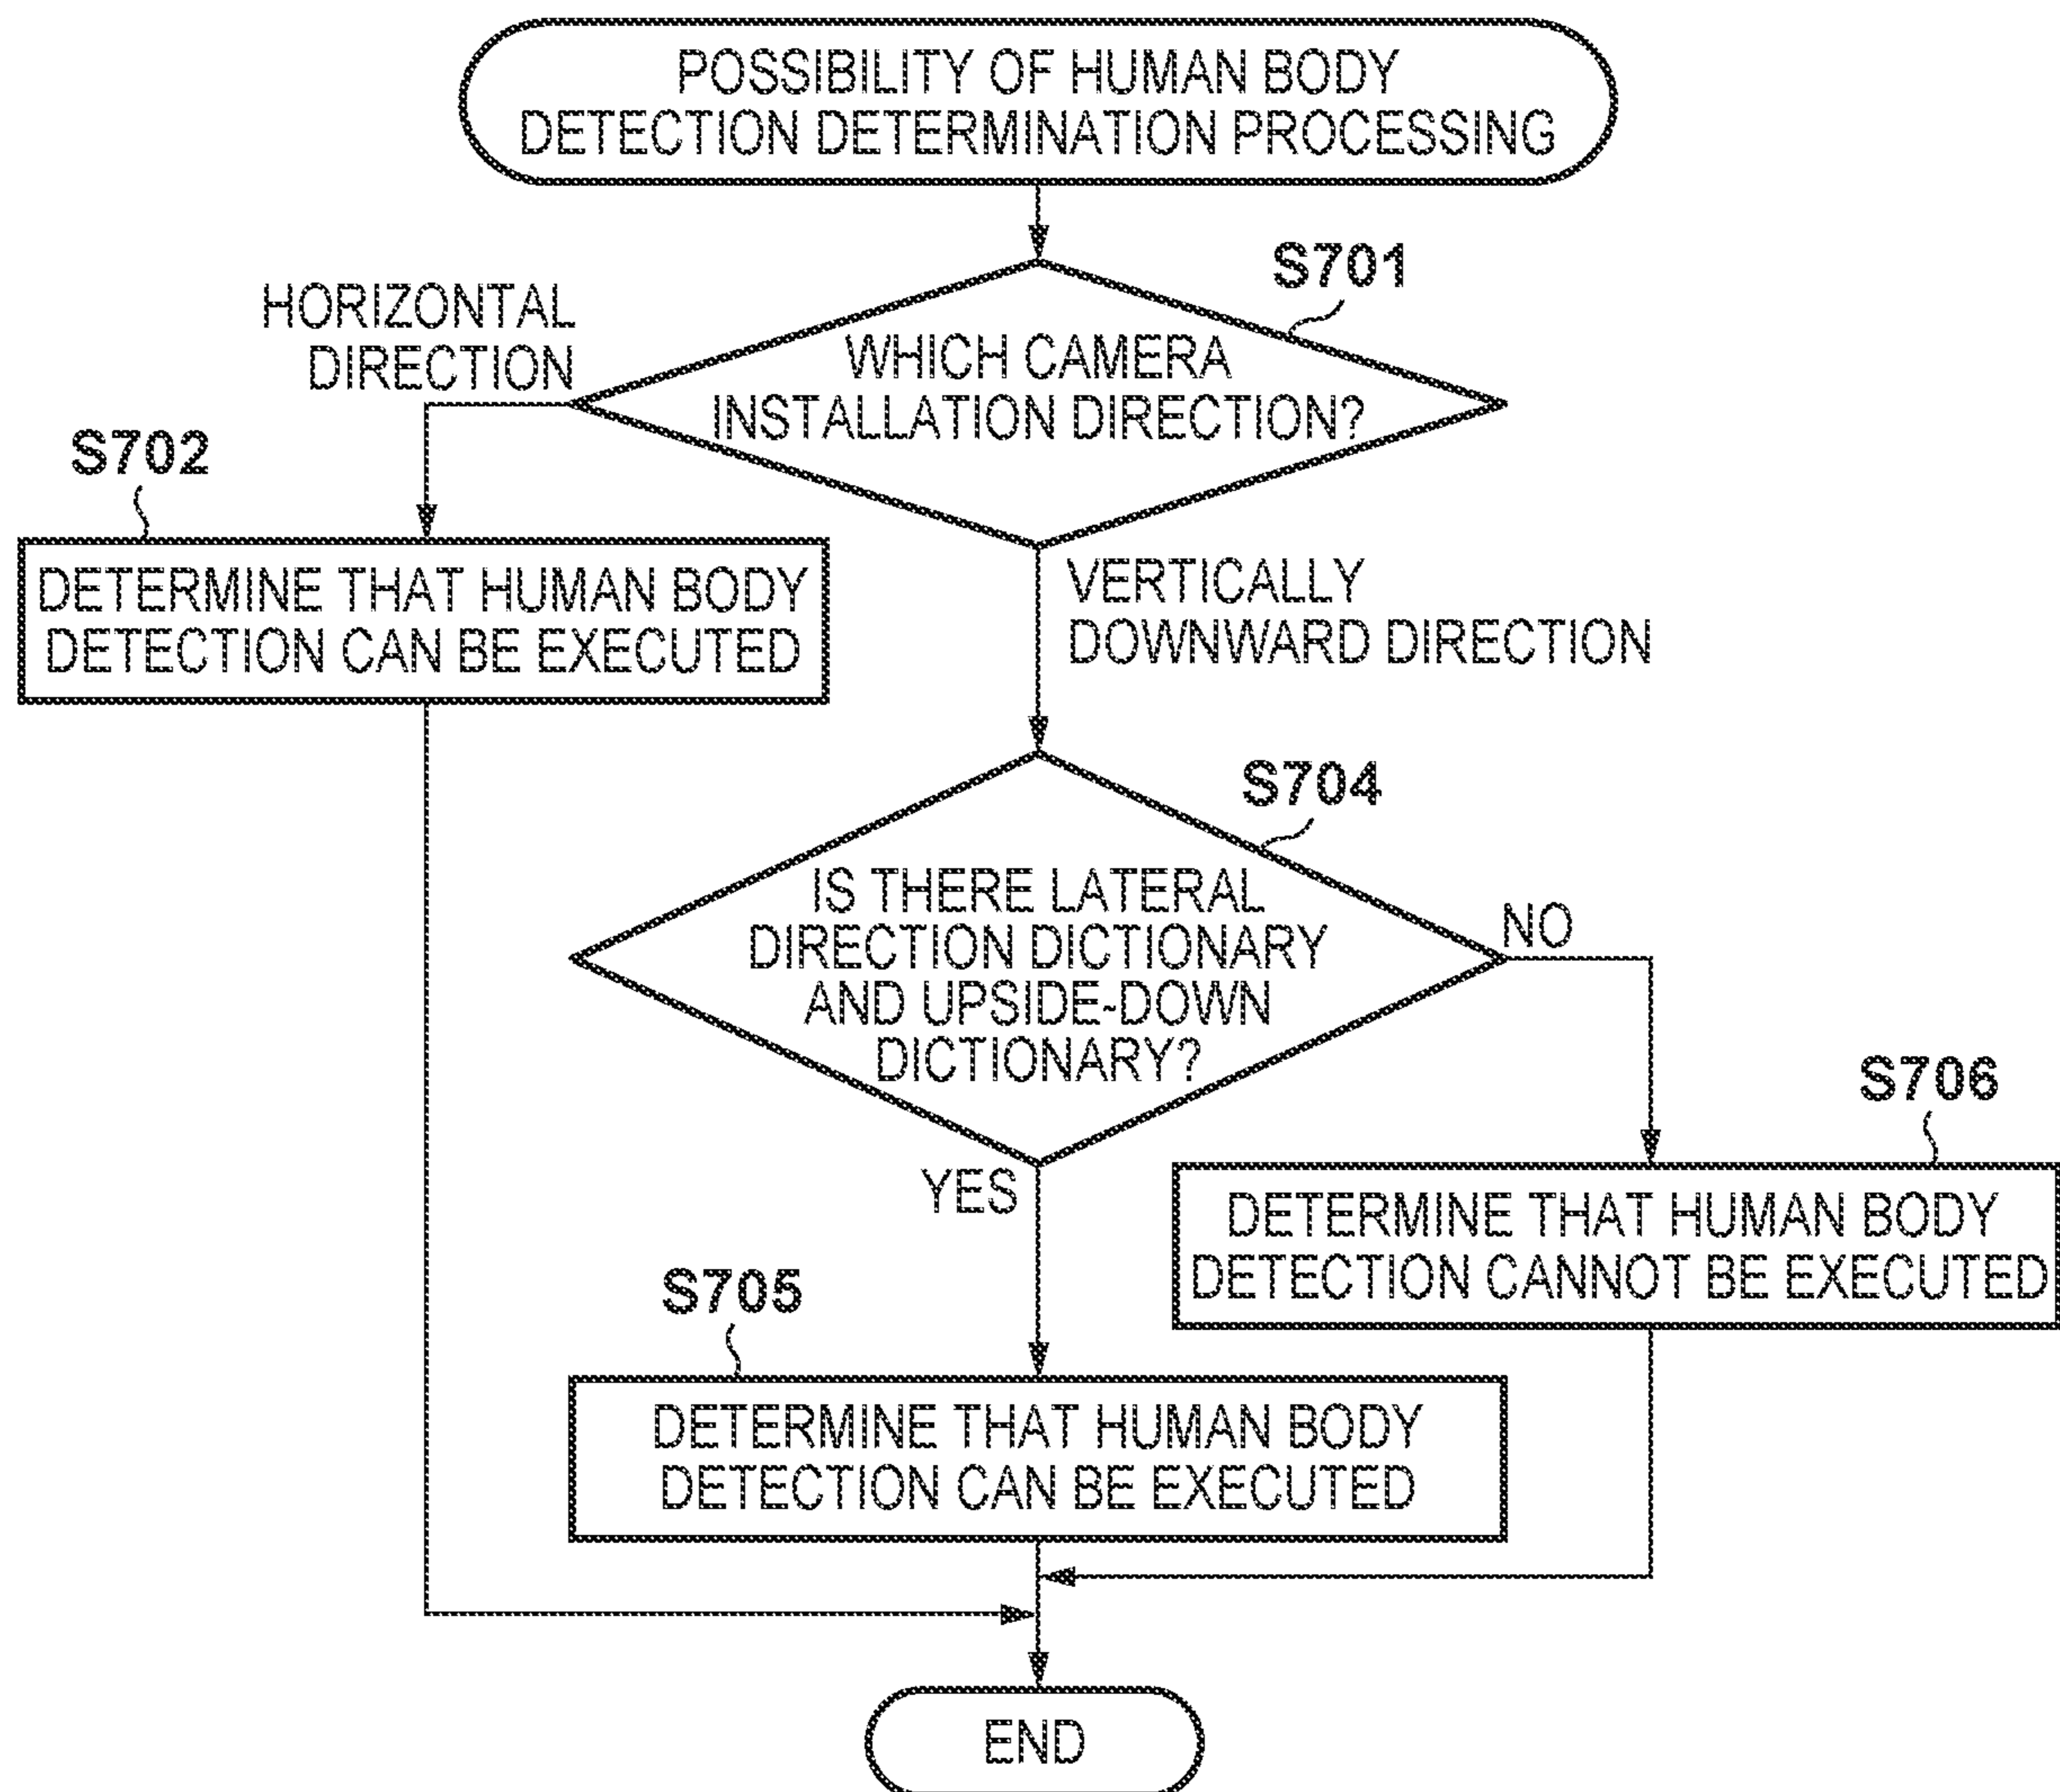 POSSIBILITY OF HUMAN BODY
DETECTION DETERMINATION PROCESSING
S701
HORIZONTAL
DIRECTION
WHICH CAMERA
INSTALLATION DIRECTION?
S702
DETERMINE THAT HUMAN BODY
DETECTION CAN BE EXECUTED
VERTICALLY
DOWNWARD DIRECTION
S704
IS THERE LATERAL
DIRECTION DICTIONARY
AND UPSIDE-DOWN
DICTIONARY?
NO
S706
YES
DETERMINE THAT HUMAN BODY
DETECTION CANNOT BE EXECUTED
S705
DETERMINE THAT HUMAN BODY
DETECTION CAN BE EXECUTED
END